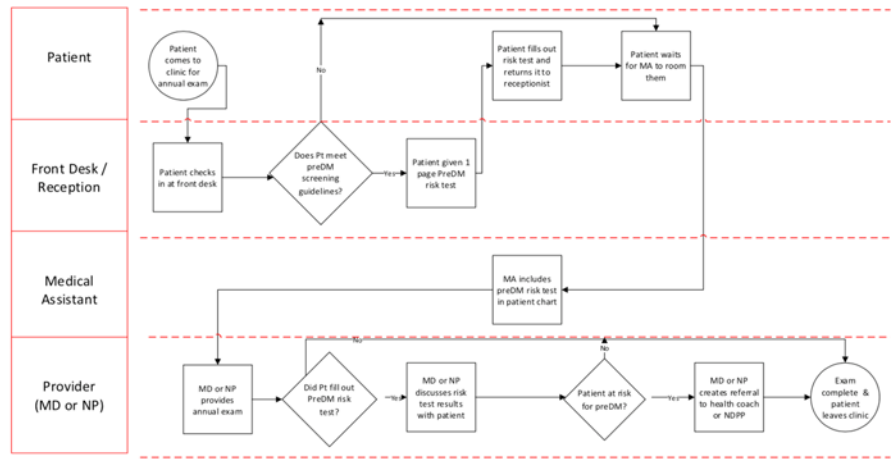 Patient
Patient
comes to
clinic for
annual exam
No
Patient fills out
risk test and
returns it to
receptionist
Patient waits
for MA to room
them
Front Desk /
Reception
Patient checks
in at front desk
Does Pt meet
preDM
screening
guidelines?
Yes
Patient given 1
page PreDM
risk test
Medical
Assistant
MA includes
preDM risk test
in patient chart
Provider
(MD or NP)
MD or NP
provides
annual exam
Did Pt fill out
PreDM risk
test?
No
Yes
MD or NP
discusses risk
test results
with patient
Patient at risk
for preDM?
No
Yes
MD or NP
creates referral
to health coach
or NDPP
Exam
complete &
patient
leaves clinic